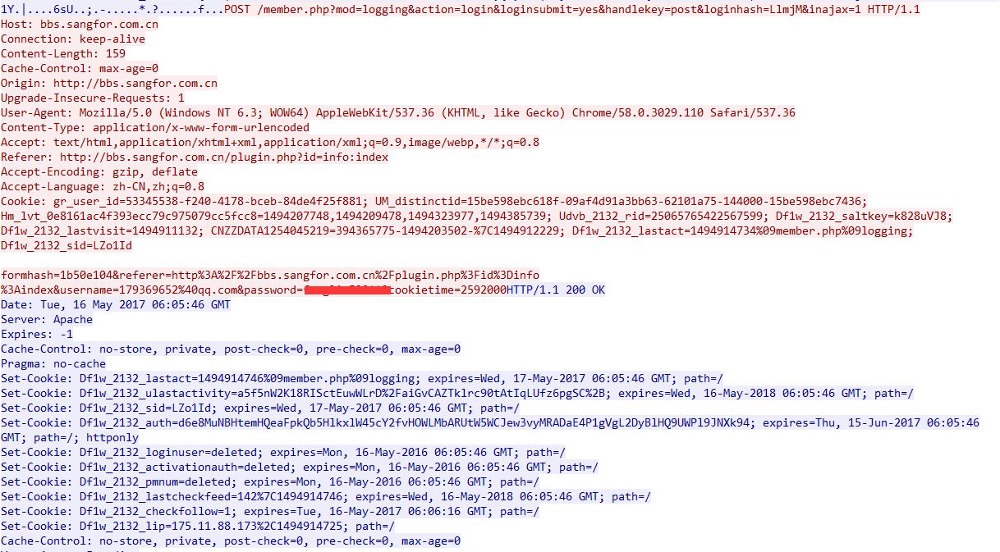 1Y.|....6sU..;.-.....*.?......f...POST /member.php?mod=logging&action=login&loginsubmit=yes&handlekey=post&loginhash=LlmjM&inajax=1 HTTP/1.1
Host: bbs.sangfor.com.cn
Connection: keep-alive
Content-Length: 159
Cache-Control: max-age=0
Origin: http://bbs.sangfor.com.cn
Upgrade-Insecure-Requests: 1
User-Agent: Mozilla/5.0 (Windows NT 6.3; WOW64) AppleWebKit/537.36 (KHTML, like Gecko) Chrome/58.0.3029.110 Safari/537.36
Content-Type: application/x-www-form-urlencoded
Accept: text/html,application/xhtml+xml,application/xml;q=0.9,image/webp,*/*;q=0.8
Referer: http://bbs.sangfor.com.cn/plugin.php?id=info:index
Accept-Encoding: gzip, deflate
Accept-Language: zh-CN,zh;q=0.8
Cookie: gr_user_id=53345538-f240-4178-bceb-84de4f25f881; UM_distinctid=15be598ebc618f-09af4d91a3bb63-62101a75-144000-15be598ebc7436;
Hm_lvt_0e8161ac4f393ecc79c975079cc5fcc8=1494207748,1494209478,1494323977,1494385739; Udvb_2132_rid=25065765422567599; Df1w_2132_saltkey=k828uVJ8;
Df1w_2132_lastvisit=1494911132; CNZZDATA1254045219=394365775-1494203502-%7C1494912229; Df1w_2132_lastact=1494914734%09member.php%09logging;
Df1w_2132_sid=LZo1Id
formhash=1b50e104&referer=http%3A%2F%2Fbbs.sangfor.com.cn%2Fplugin.php%3Fid%3Dinfo
%3Aindex&username=179369652%40qq.com&password= cookietime=2592000HTTP/1.1 200 OK
Date: Tue, 16 May 2017 06:05:46 GMT
Server: Apache
Expires: -1
Cache-Control: no-store, private, post-check=0, pre-check=0, max-age=0
Pragma: no-cache
Set-Cookie: Df1w_2132_lastact=1494914746%09member.php%09logging; expires=Wed, 17-May-2017 06:05:46 GMT; path=/
Set-Cookie: Df1w_2132_ulastactivity=a5f5nW2K18RISctEuwWLrD%2FaiGvCAZTk1rc90tAtIqLUfz6pgSC%2B; expires=Wed, 16-May-2018 06:05:46 GMT; path=/
Set-Cookie: Df1w_2132_sid=LZo1Id; expires=Wed, 17-May-2017 06:05:46 GMT; path=/
Set-Cookie: Df1w_2132_auth=d6e8MuNBHtemHQeaFpkQb5HlkxlW45cY2fvHOWLMbARUtW5WCJew3vyMRADaE4P1gVgL2DyBlHQ9UWPl9JNXk94; expires=Thu, 15-Jun-2017 06:05:46
GMT; path=/; httponly
Set-Cookie: Df1w_2132_loginuser=deleted; expires=Mon, 16-May-2016 06:05:46 GMT; path=/
Set-Cookie: Df1w_2132_activationauth=deleted; expires=Mon, 16-May-2016 06:05:46 GMT; path=/
Set-Cookie: Df1w_2132_pmnum=deleted; expires=Mon, 16-May-2016 06:05:46 GMT; path=/
Set-Cookie: Df1w_2132_lastcheckfeed=142%7C1494914746; expires=Wed, 16-May-2018 06:05:46 GMT; path=/
Set-Cookie: Df1w_2132_checkfollow=1; expires=Tue, 16-May-2017 06:06:16 GMT; path=/
Set-Cookie: Df1w_2132_lip=175.11.88.173%2C1494914725; path=/
Cache-Control: no-store, private, post-check=0, pre-check=0, max-age=0